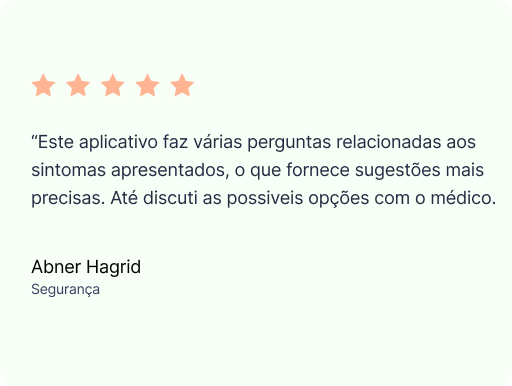 “Este aplicativo faz várias perguntas relacionadas aos
sintomas apresentados, o que fornece sugestões mais
precisas. Até discuti as possiveis opções com o médico.
Abner Hagrid
Segurança